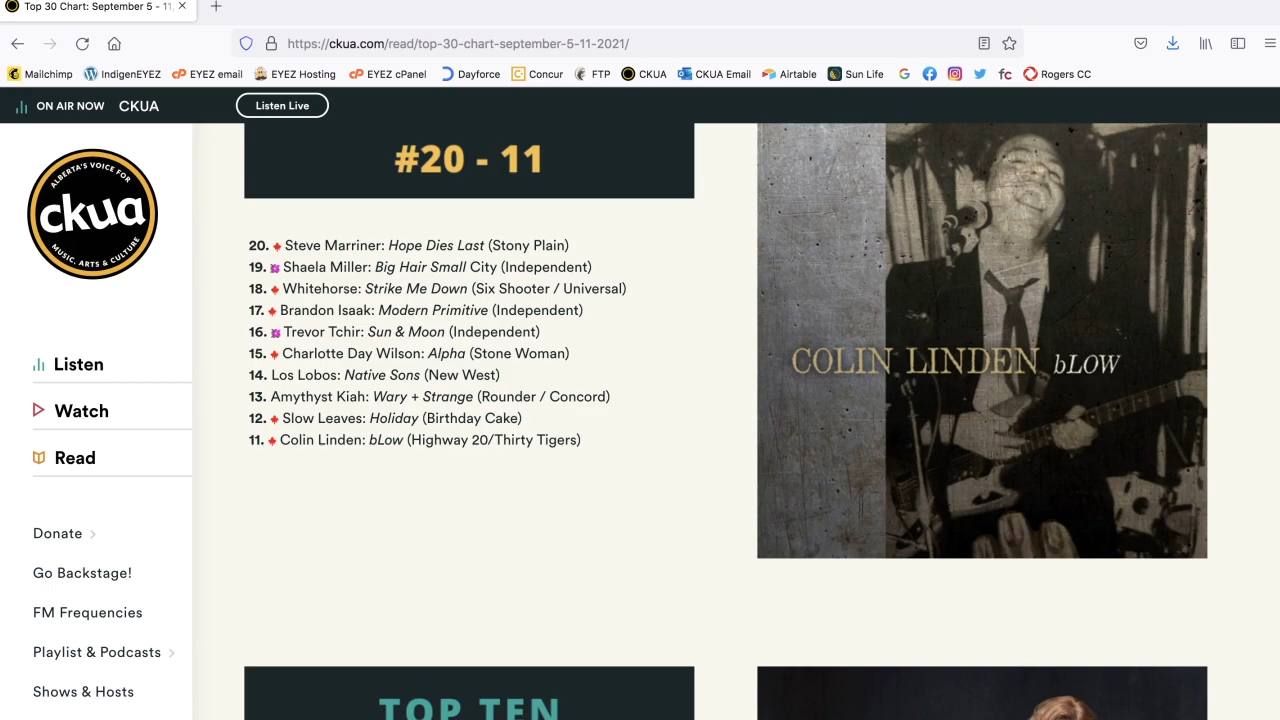 Top 30 Chart: September 5 - 11,
https://ckua.com/read/top-30-chart-september-5-11-2021/
Mailchimp IndigenEYEZ EYEZ email EYEZ Hosting EYEZ cPanel Dayforce Concur FTP CKUA CKUA Email Airtable Sun Life Rogers CC
ON AIR NOW CKUA Listen Live
ALBERTA'S VOICE FOR
ckua
MUSIC, ARTS & CULTURE
Listen
Watch
Read
Donate
Go Backstage!
FM Frequencies
Playlist & Podcasts
Shows & Hosts
#20 - 11
20. Steve Marriner: Hope Dies Last (Stony Plain)
19. Shaela Miller: Big Hair Small City (Independent)
18. Whitehorse: Strike Me Down (Six Shooter / Universal)
17. Brandon Isaak: Modern Primitive (Independent)
16. Trevor Tchir: Sun & Moon (Independent)
15. Charlotte Day Wilson: Alpha (Stone Woman)
14. Los Lobos: Native Sons (New West)
13. Amythyst Kiah: Wary + Strange (Rounder / Concord)
12. Slow Leaves: Holiday (Birthday Cake)
11. Colin Linden: bLow (Highway 20/Thirty Tigers)
COLIN LINDEN bLOW
TOP TEN